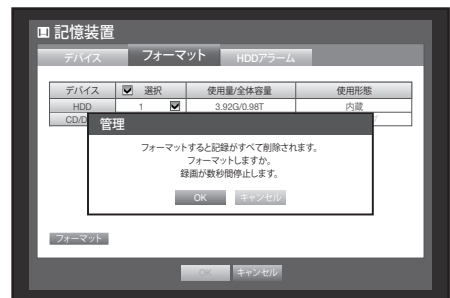 記憶装置
デバイス フォーマット HDDアラーム
デバイス 選択 使用量/全体容量 使用形態
HDD 1 3.92G/0.98T 内蔵
CD/D
管理
フォーマットすると記録がすべて削除されます。
フォーマットしますか。
録画が数秒間停止します。
OK キャンセル
フォーマット
OK キャンセル